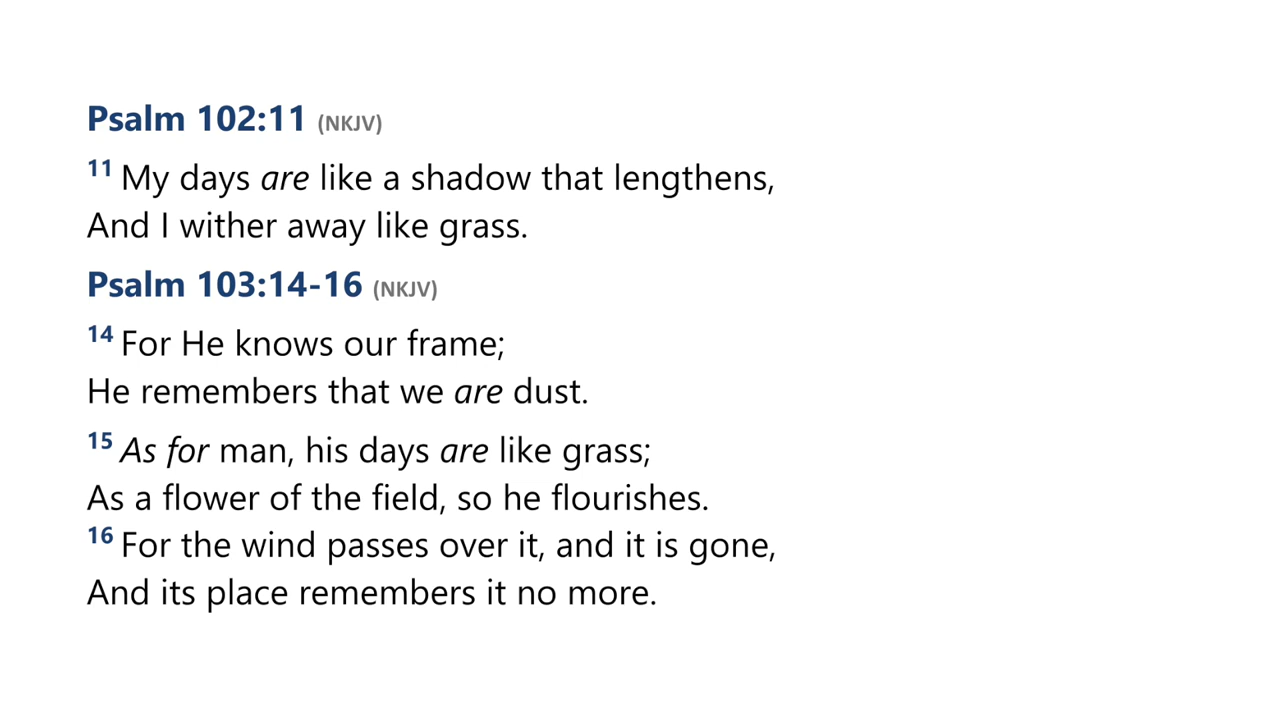 Psalm 102:11 (NKJV)
11 My days are like a shadow that lengthens,
And I wither away like grass.
Psalm 103:14-16 (NKJV)
14 For He knows our frame;
He remembers that we are dust.
15 As for man, his days are like grass;
As a flower of the field, so he flourishes.
16 For the wind passes over it, and it is gone,
And its place remembers it no more.